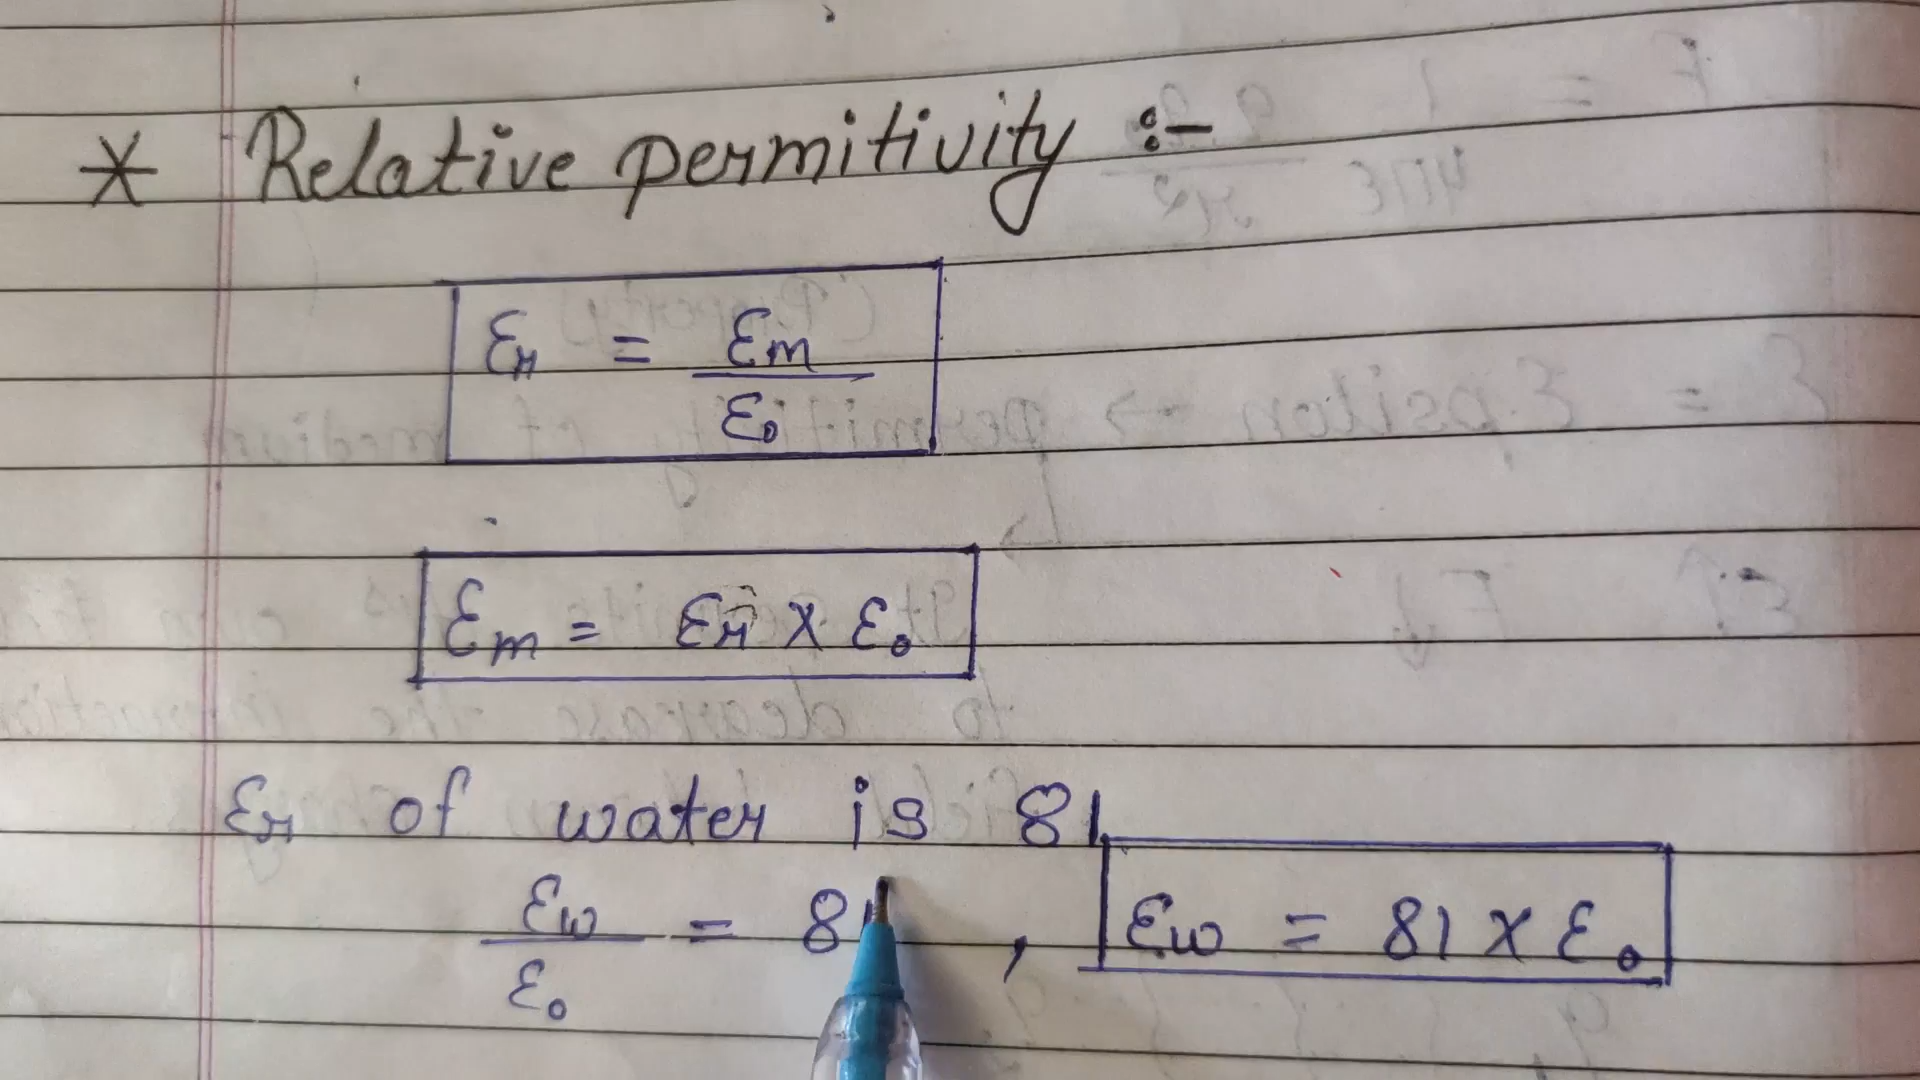 * Relative permitivity :-
εr = εm / ε0
εm = εr x ε0
εr of water is 81
εw / ε0 = 81 , εw = 81 x ε0